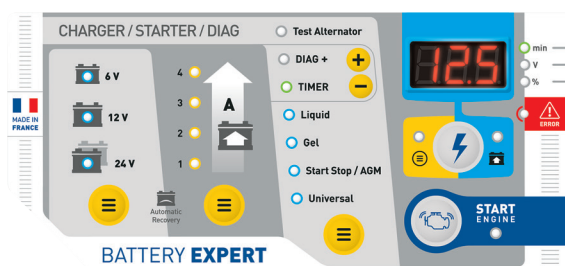 CHARGER / STARTER / DIAG
Test Alternator
DIAG +
TIMER
Liquid
Gel
Start Stop / AGM
Universal
6 V
12 V
24 V
4
3
2
1
A
Automatic
Recovery
MADE IN
FRANCE
BATTERY EXPERT
12.5
min
V
%
ERROR
START
ENGINE